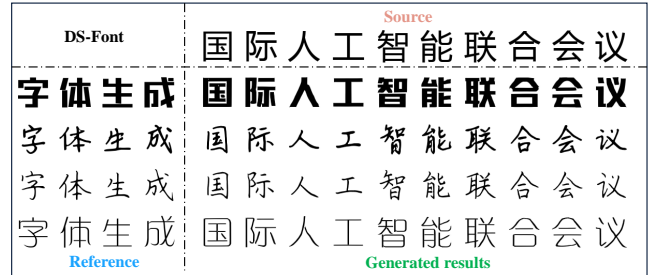 Source
DS-Font 国际人工智能联合会议
字体生成 国际人工智能联合会议
字体生成 国际人工智能联合会议
字体生成 国际人工智能联合会议
字体生成 国际人工智能联合会议
Reference Generated results